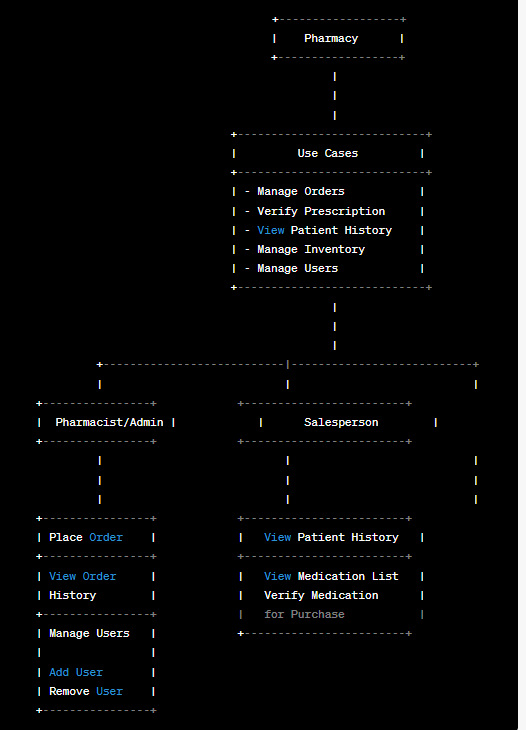 Pharmacy
Use Cases
- Manage Orders
- Verify Prescription
- View Patient History
- Manage Inventory
- Manage Users
Pharmacist/Admin
Salesperson
Place Order
View Order
History
Manage Users
Add User
Remove User
View Patient History
View Medication List
Verify Medication
for Purchase